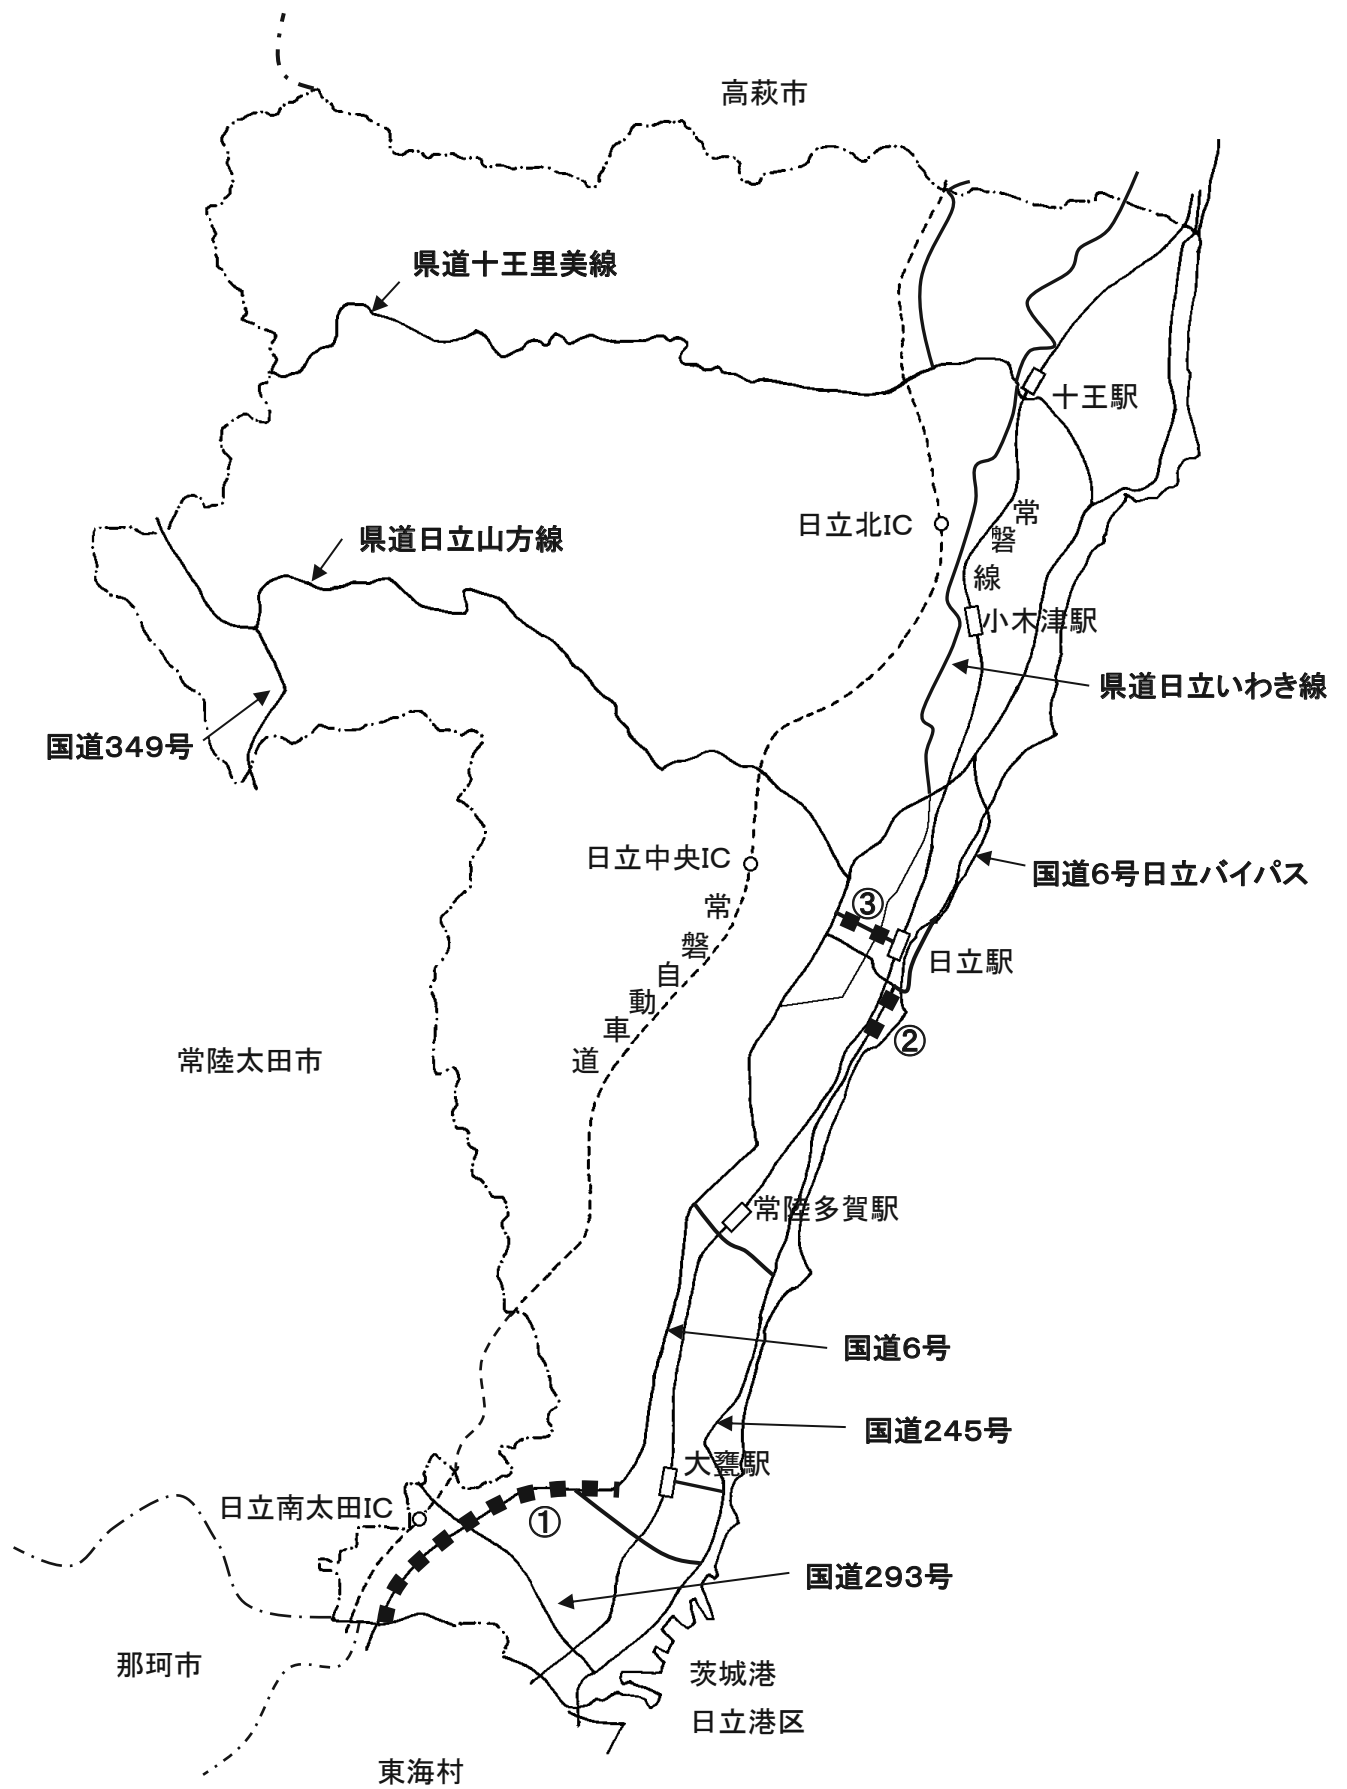 高萩市
県道十王里美線
十王駅
日立北IC
常磐線
県道日立山方線
小木津駅
県道日立いわき線
国道349号
日立中央IC
国道6号日立バイパス
常磐自動車道
③
日立駅
②
常陸太田市
常陸多賀駅
国道6号
国道245号
大甕駅
日立南太田IC
①
国道293号
那珂市
茨城港
日立港区
東海村